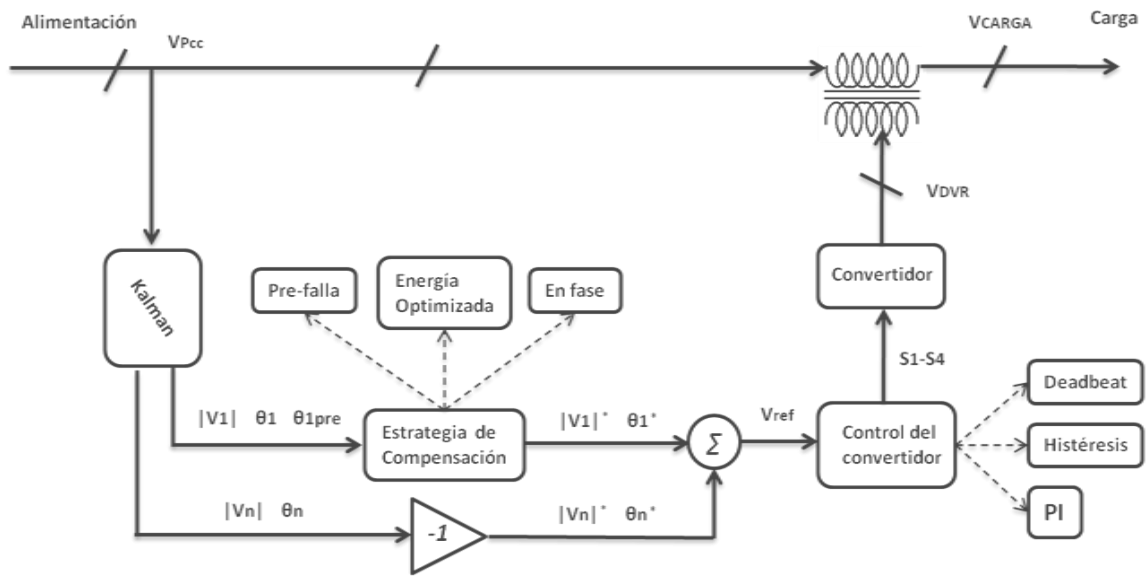 Alimentación
VPcc
VCARGA
Carga
VDVR
Kalman
Pre-falla
Energía
Optimizada
En fase
Convertidor
S1-S4
|V1| θ1 θ1pre
Estrategia de
Compensación
|V1|* θ1*
Σ
Vref
Control del
convertidor
Deadbeat
Histéresis
PI
|Vn| θn
-1
|Vn|* θn*